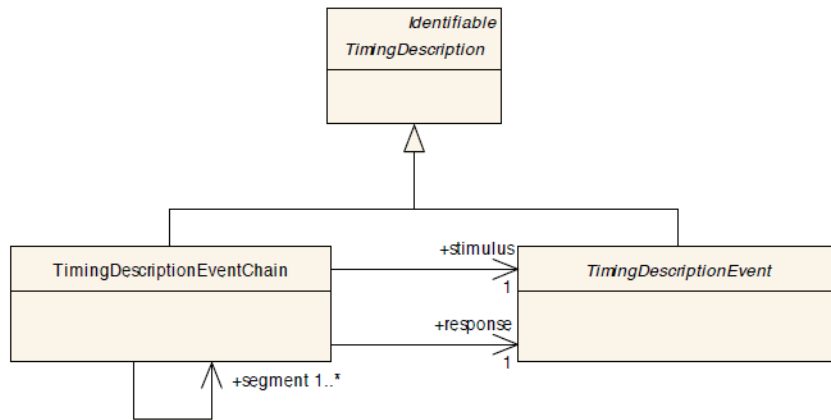 Identifiable
TimingDescription
+stimulus
TimingDescriptionEventChain
TimingDescriptionEvent
1
+response
1
+segment 1..*